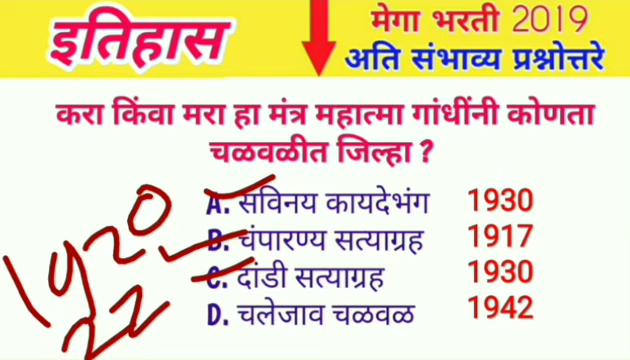 इतिहास
मेगा भरती 2019
अति संभाव्य प्रश्नोत्तरे
करा किंवा मरा हा मंत्र महात्मा गांधींनी कोणता
चळवळीत जिल्हा ?
A. सविनय कायदेभंग 1930
B. चंपारण्य सत्याग्रह 1917
C. दांडी सत्याग्रह 1930
D. चलेजाव चळवळ 1942
1920
22